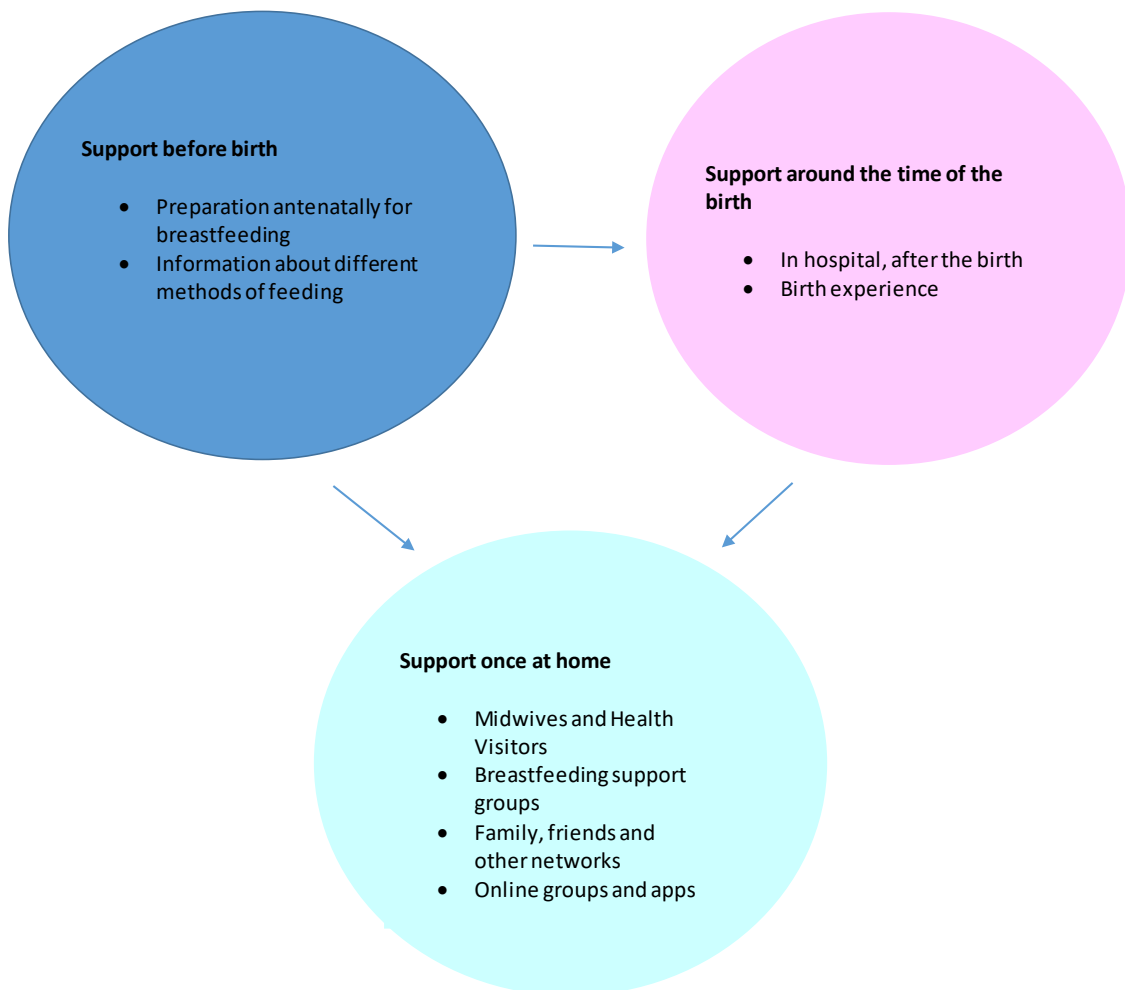 Support before birth
• Preparation antenatally for
breastfeeding
• Information about different
methods of feeding
Support around the time of the
birth
• In hospital, after the birth
• Birth experience
Support once at home
• Midwives and Health
Visitors
• Breastfeeding support
groups
• Family, friends and
other networks
• Online groups and apps